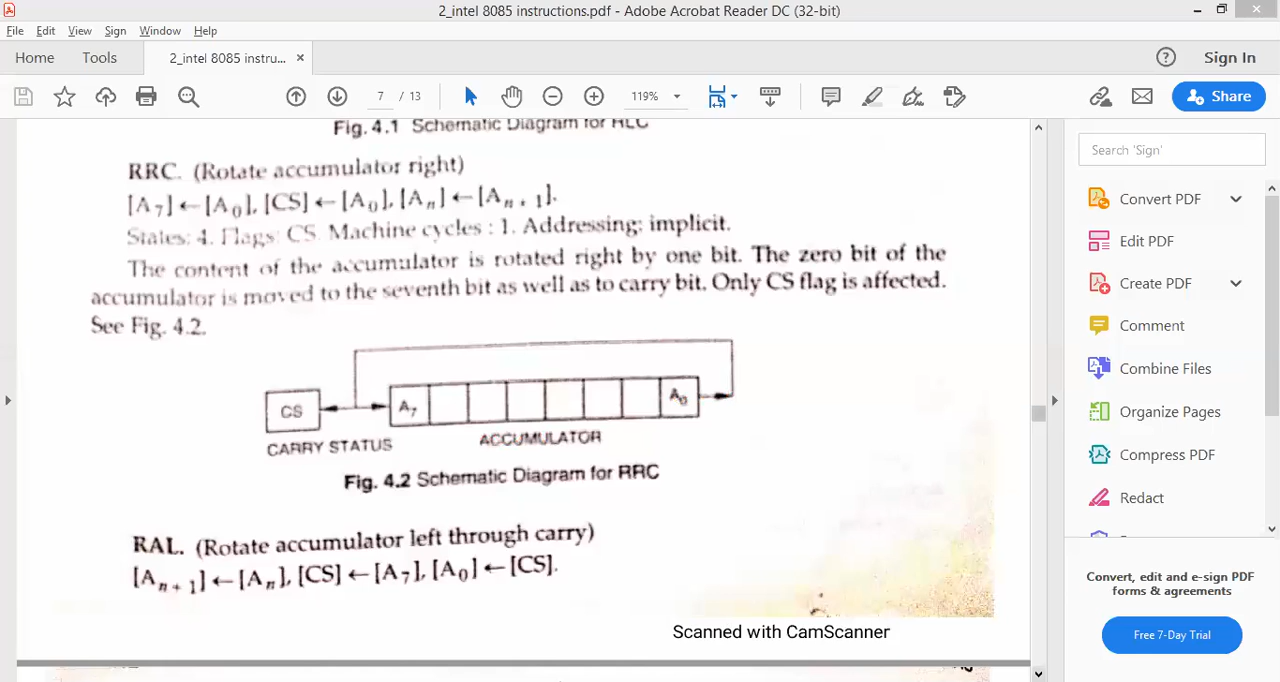 2_intel 8085 instructions.pdf - Adobe Acrobat Reader DC (32-bit)
File Edit View Sign Window Help
Home Tools 2_intel 8085 instru... × Sign In
7 / 13 119% Share
Fig. 4.1 Schematic Diagram for RLC
RRC. (Rotate accumulator right)
[A₇] ← [A₀], [CS] ← [A₀], [Aₙ] ← [Aₙ₊₁].
States: 4. Flags: CS. Machine cycles : 1. Addressing: implicit.
The content of the accumulator is rotated right by one bit. The zero bit of the
accumulator is moved to the seventh bit as well as to carry bit. Only CS flag is affected.
See Fig. 4.2.
CS A₇ A₀
CARRY STATUS ACCUMULATOR
Fig. 4.2 Schematic Diagram for RRC
RAL. (Rotate accumulator left through carry)
[Aₙ₊₁] ← [Aₙ], [CS] ← [A₇], [A₀] ← [CS].
Scanned with CamScanner
Search 'Sign'
Convert PDF
Edit PDF
Create PDF
Comment
Combine Files
Organize Pages
Compress PDF
Redact
Convert, edit and e-sign PDF
forms & agreements
Free 7-Day Trial